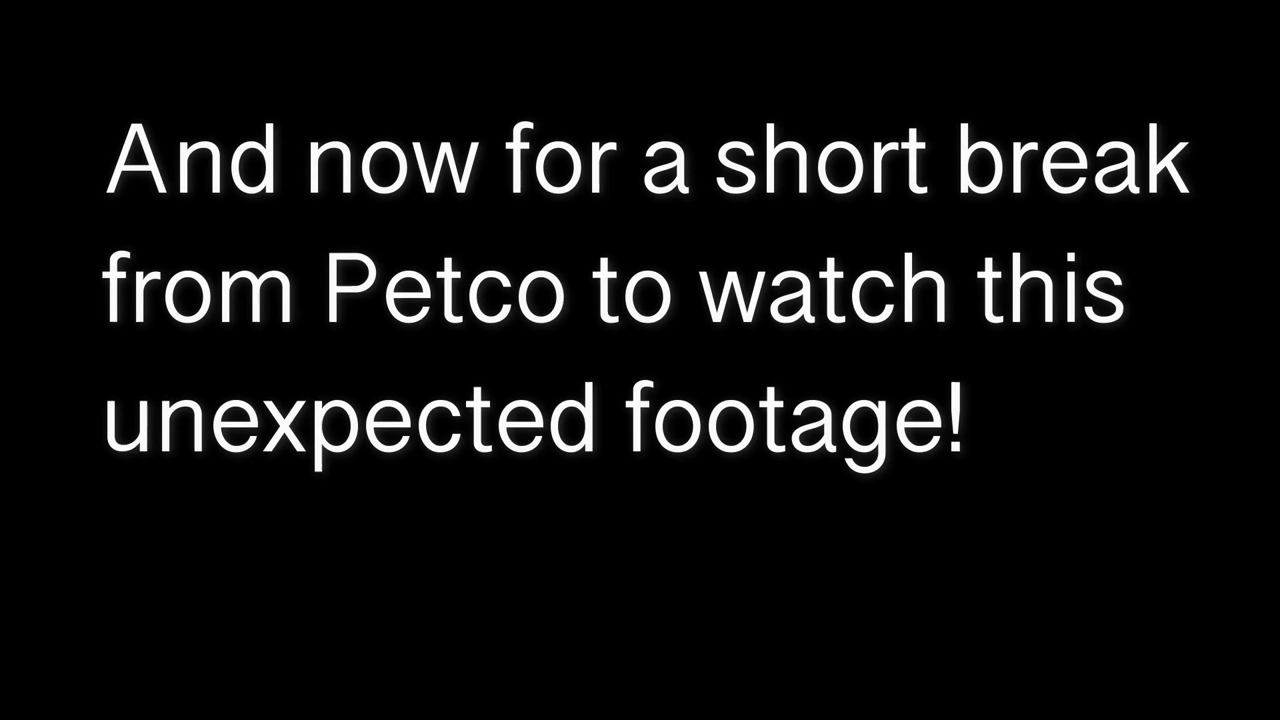 And now for a short break
from Petco to watch this
unexpected footage!